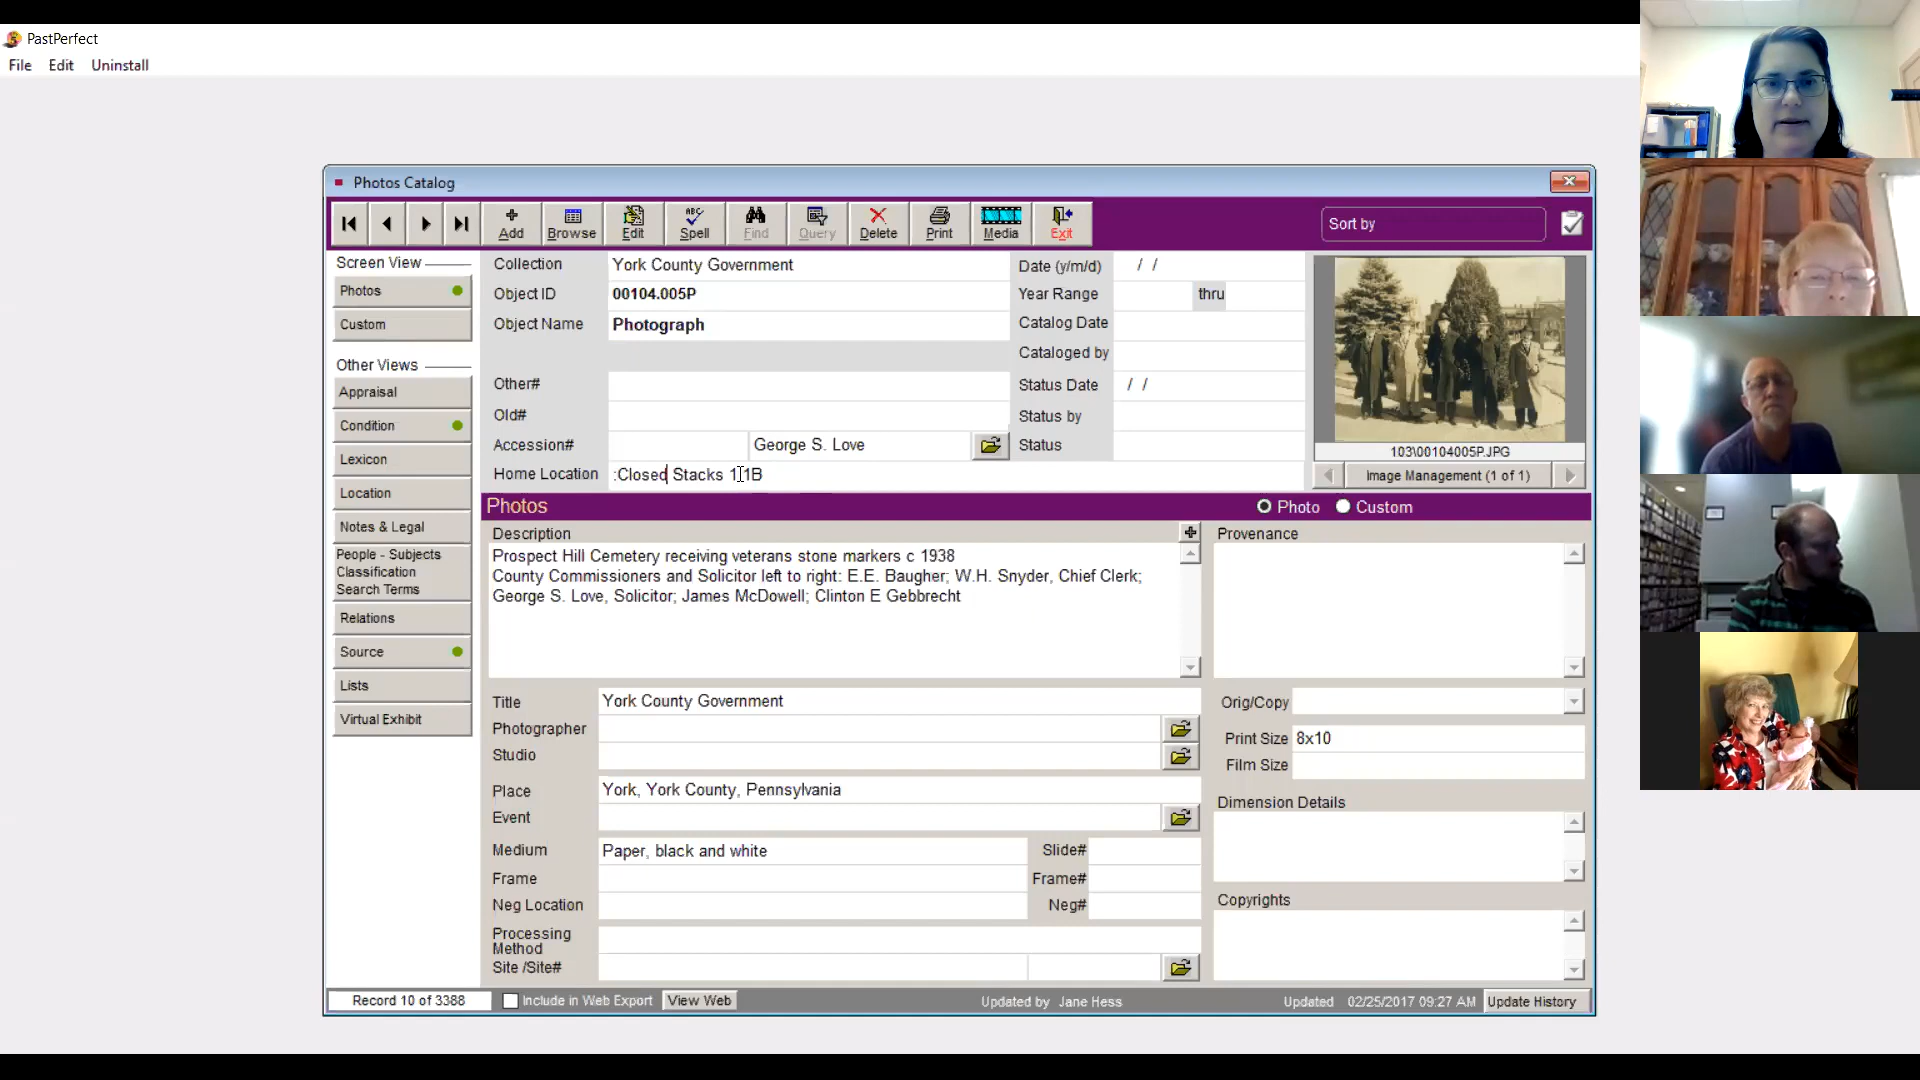 PastPerfect
File Edit Uninstall
Photos Catalog
Add Browse Edit Spell Find Query Delete Print Media Exit
Sort by
Screen View
Photos
Custom
Other Views
Appraisal
Condition
Lexicon
Location
Notes & Legal
People - Subjects
Classification
Search Terms
Relations
Source
Lists
Virtual Exhibit
Collection York County Government
Object ID 00104.005P
Object Name Photograph
Other#
Old#
Accession# George S. Love
Home Location :Closed Stacks 1 1B
Date (y/m/d) / /
Year Range thru
Catalog Date
Cataloged by
Status Date / /
Status by
Status
103\00104005P.JPG
Image Management (1 of 1)
Photos Photo Custom
Description
Prospect Hill Cemetery receiving veterans stone markers c 1938
County Commissioners and Solicitor left to right: E.E. Baugher; W.H. Snyder, Chief Clerk;
George S. Love, Solicitor; James McDowell; Clinton E Gebbrecht
Provenance
Title York County Government
Photographer
Studio
Place York, York County, Pennsylvania
Event
Medium Paper, black and white Slide#
Frame Frame#
Neg Location Neg#
Processing
Method
Site /Site#
Orig/Copy
Print Size 8x10
Film Size
Dimension Details
Copyrights
Record 10 of 3388 Include in Web Export View Web Updated by Jane Hess Updated 02/25/2017 09:27 AM Update History